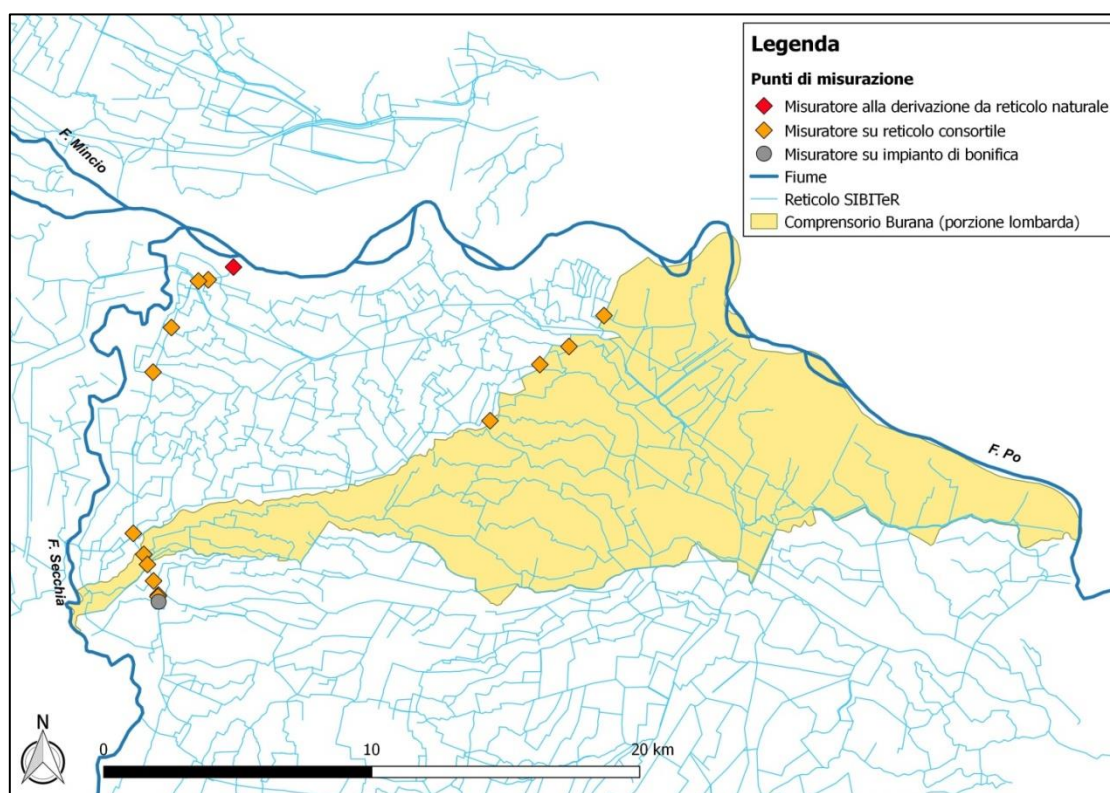 Legenda
Punti di misurazione
Misuratore alla derivazione da reticolo naturale
Misuratore su reticolo consortile
Misuratore su impianto di bonifica
Fiume
Reticolo SIBITeR
Comprensorio Burana (porzione lombarda)
F. Mincio
F. Po
F. Secchia
N
0 10 20 km